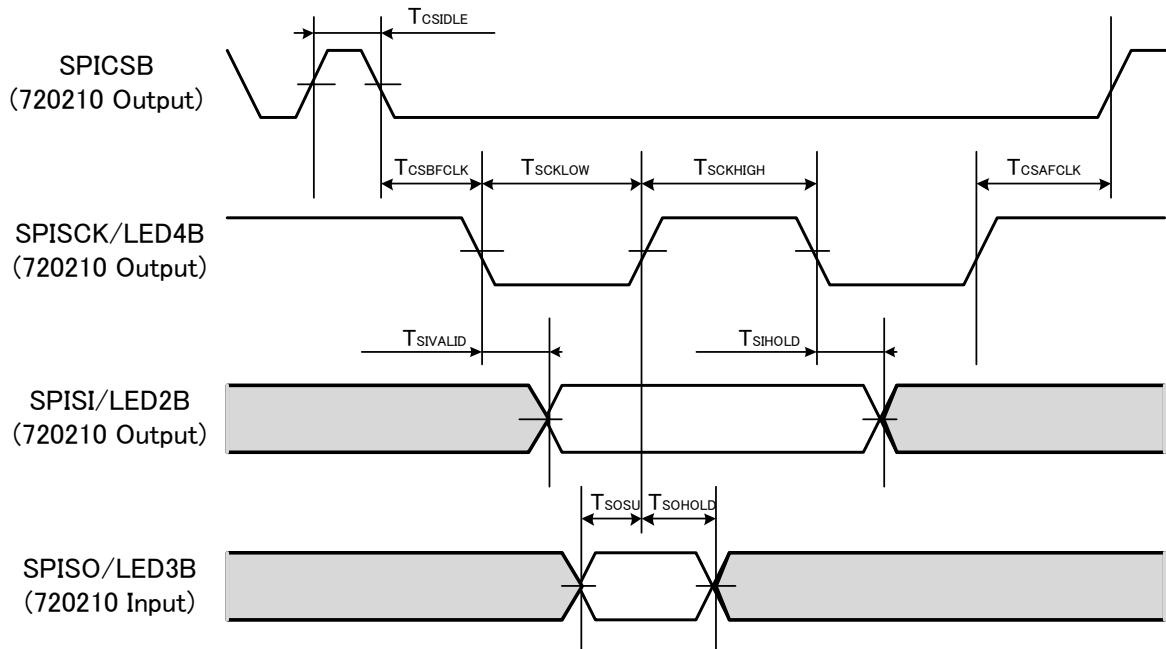 TCSIDLE
SPICSB
(720210 Output)
TCSBFCLK
TSCKLOW
TSCKHIGH
TCSAFCLK
SPISCK/LED4B
(720210 Output)
TSIVALID
TSIHOLD
SPISI/LED2B
(720210 Output)
TSOSU
TSOHOLD
SPISO/LED3B
(720210 Input)